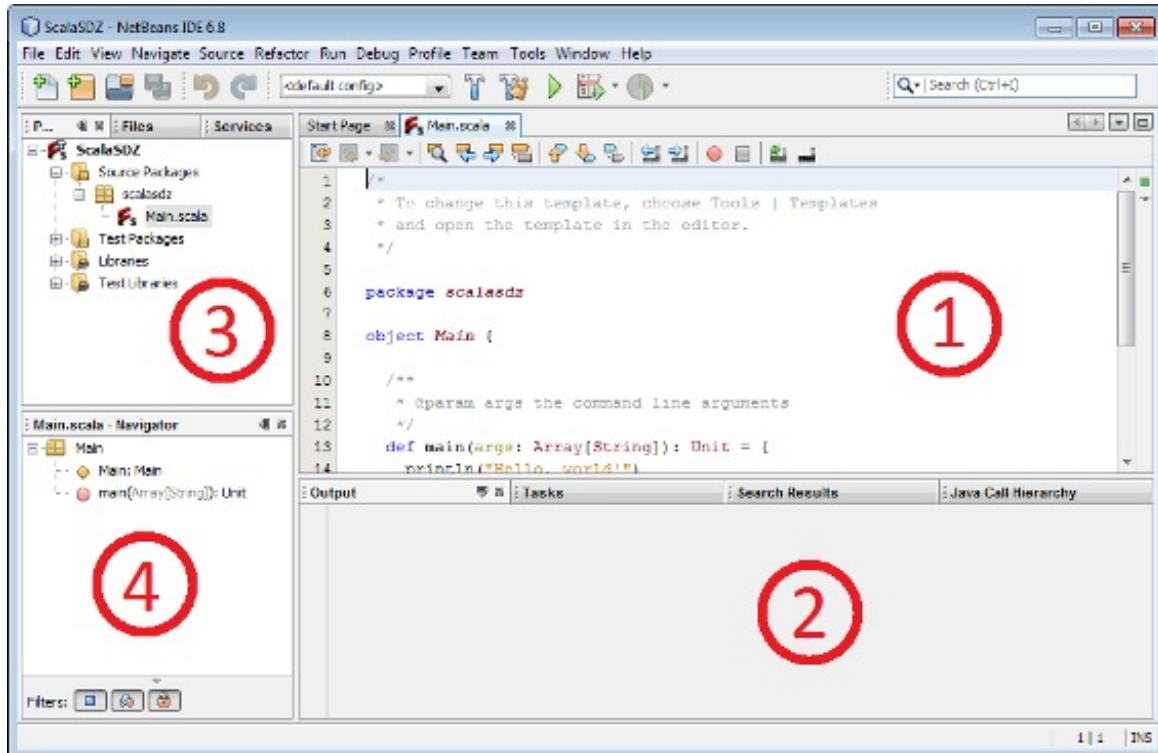 ScalaSDZ - NetBeans IDE 6.8
File Edit View Navigate Source Refactor Run Debug Profile Team Tools Window Help
<default config>
Search (Ctrl+I)
P... Files Services
Start Page Main.scala
ScalaSDZ
Source Packages
scalasdz
Main.scala
Test Packages
Libraries
Test Libraries
3
1 /*
2 * To change this template, choose Tools | Templates
3 * and open the template in the editor.
4 */
5
6 package scalasdz
7
8 object Main {
9
10 /**
11 * @param args the command line arguments
12 */
13 def main(args: Array[String]): Unit = {
14 println("Hello, world!")
1
Main.scala - Navigator
Main
Main: Main
main(Array[String]): Unit
4
Filters:
Output Tasks Search Results Java Call Hierarchy
2
1 | 1 INS